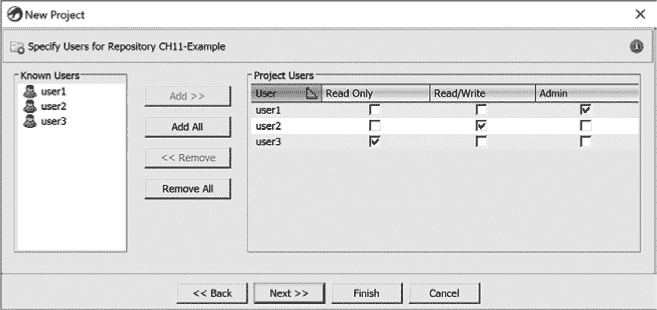 New Project
Specify Users for Repository CH11-Example
Known Users
user1
user2
user3
Add >>
Add All
<< Remove
Remove All
Project Users
User Read Only Read/Write Admin
user1
user2
user3
<< Back Next >> Finish Cancel